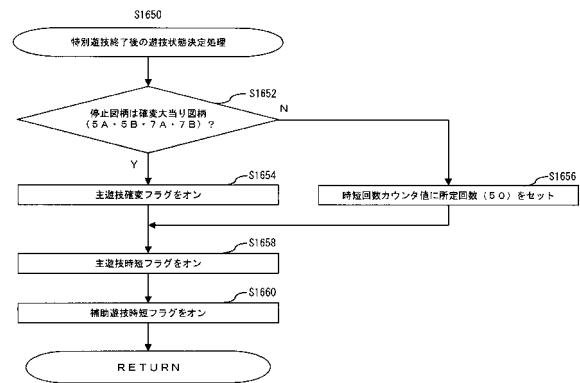 S1650
特別遊技終了後の遊技状態決定処理
S1652
停止図柄は確変大当り図柄
(5A・5B・7A・7B)?
N
Y
S1654
主遊技確変フラグをオン
S1656
時短回数カウンタ値に所定回数(50)をセット
S1658
主遊技時短フラグをオン
S1660
補助遊技時短フラグをオン
RETURN